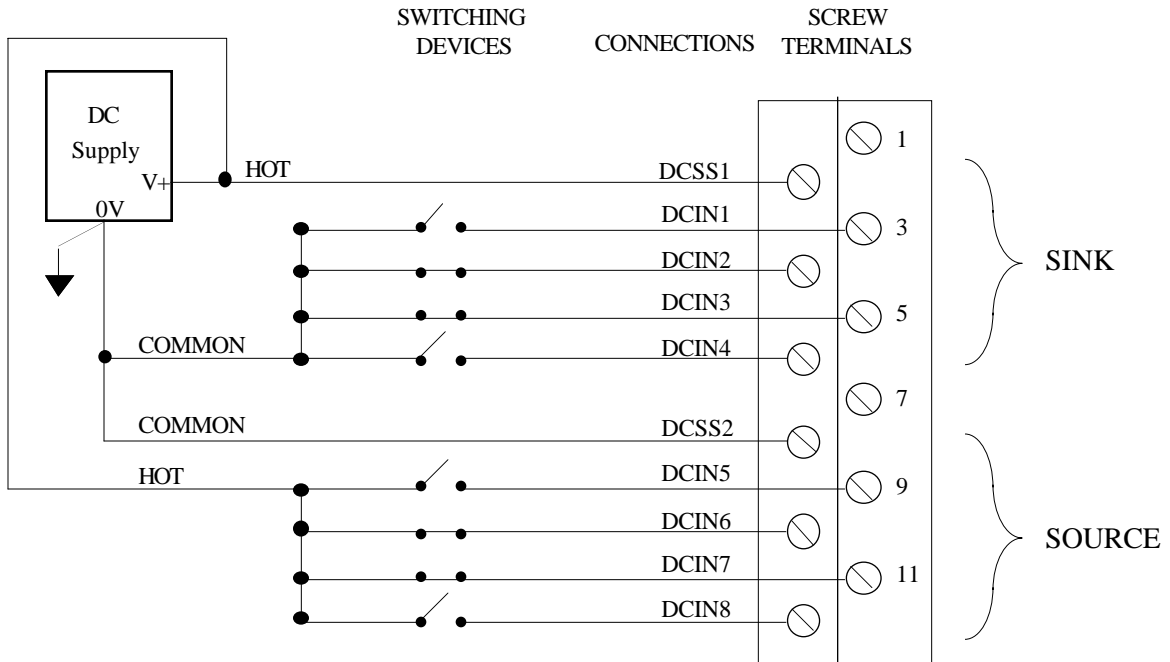 SWITCHING
DEVICES
CONNECTIONS
SCREW
TERMINALS
DC
Supply
V+
0V
HOT
DCSS1
1
DCIN1
3
DCIN2
DCIN3
5
COMMON
DCIN4
SINK
7
COMMON
DCSS2
HOT
DCIN5
9
DCIN6
DCIN7
11
DCIN8
SOURCE